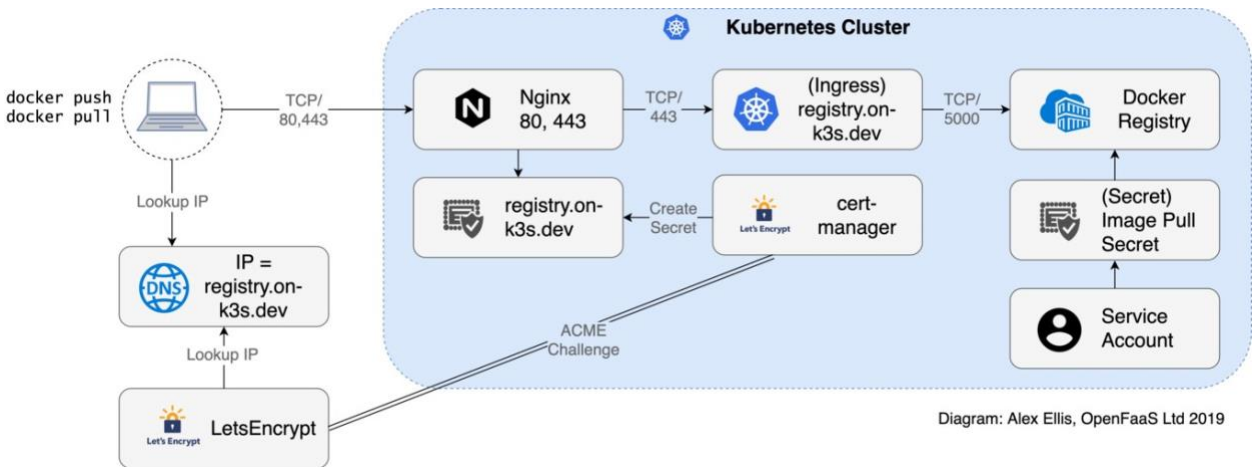 Kubernetes Cluster
docker push
docker pull
TCP/
80,443
N
Nginx
80, 443
TCP/
443
(Ingress)
registry.on-
k3s.dev
TCP/
5000
Docker
Registry
Lookup IP
registry.on-
k3s.dev
Create
Secret
Let's Encrypt
cert-
manager
(Secret)
Image Pull
Secret
DNS
IP =
registry.on-
k3s.dev
Lookup IP
ACME
Challenge
Service
Account
Let's Encrypt
LetsEncrypt
Diagram: Alex Ellis, OpenFaaS Ltd 2019